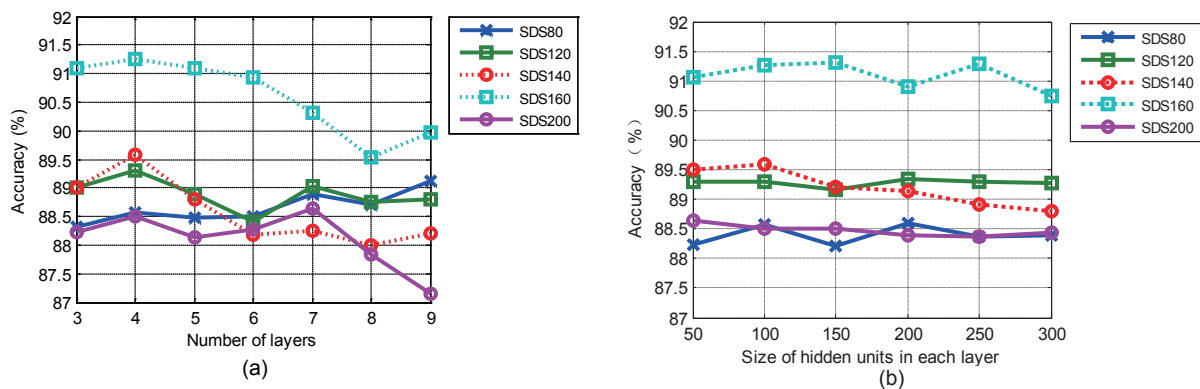 92
91.5
91
90.5
90
89.5
89
88.5
88
87.5
87
Accuracy (%)
3 4 5 6 7 8 9
Number of layers
(a)
SDS80
SDS120
SDS140
SDS160
SDS200
92
91.5
91
90.5
90
89.5
89
88.5
88
87.5
87
Accuracy（%）
50 100 150 200 250 300
Size of hidden units in each layer
(b)
SDS80
SDS120
SDS140
SDS160
SDS200